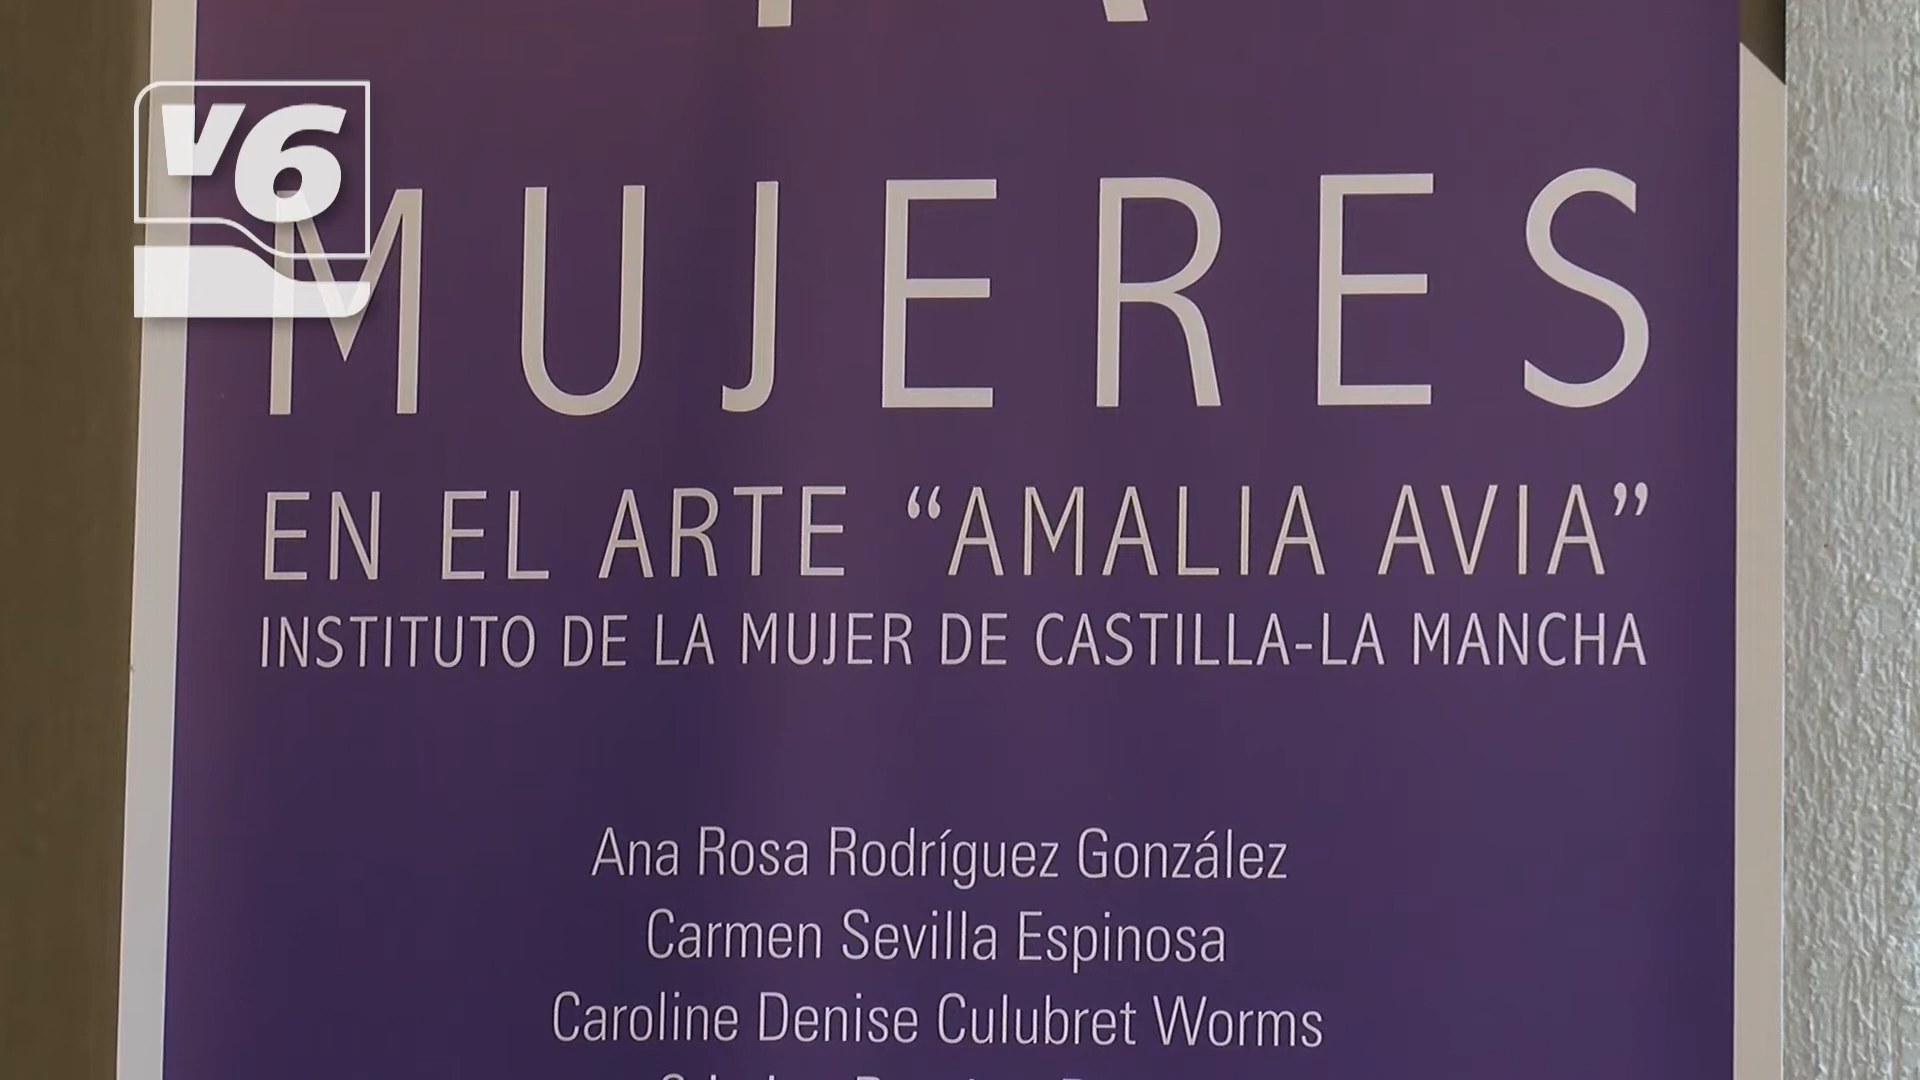 V6
MUJERES
EN EL ARTE “AMALIA AVIA”
INSTITUTO DE LA MUJER DE CASTILLA-LA MANCHA
Ana Rosa Rodríguez González
Carmen Sevilla Espinosa
Caroline Denise Culubret Worms